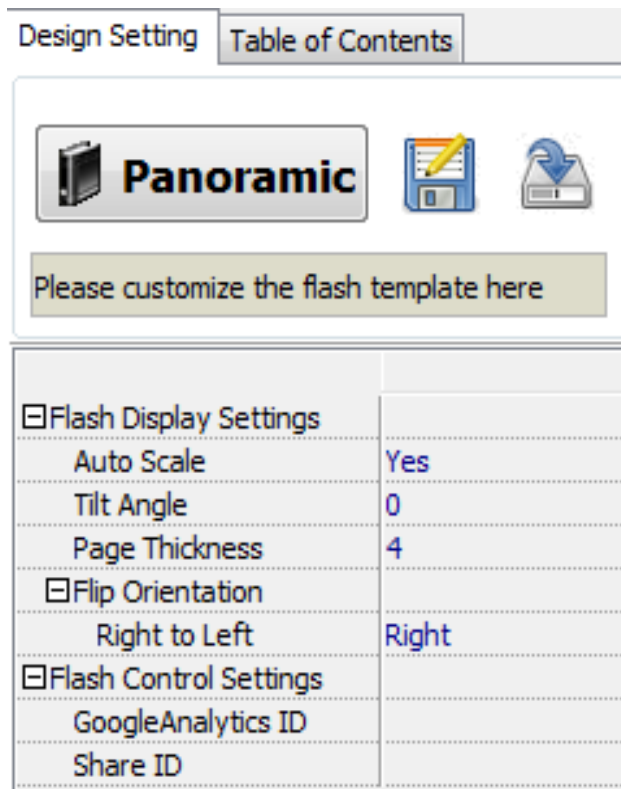 Design Setting Table of Contents
Panoramic
Please customize the flash template here
Flash Display Settings
Auto Scale Yes
Tilt Angle 0
Page Thickness 4
Flip Orientation
Right to Left Right
Flash Control Settings
GoogleAnalytics ID
Share ID